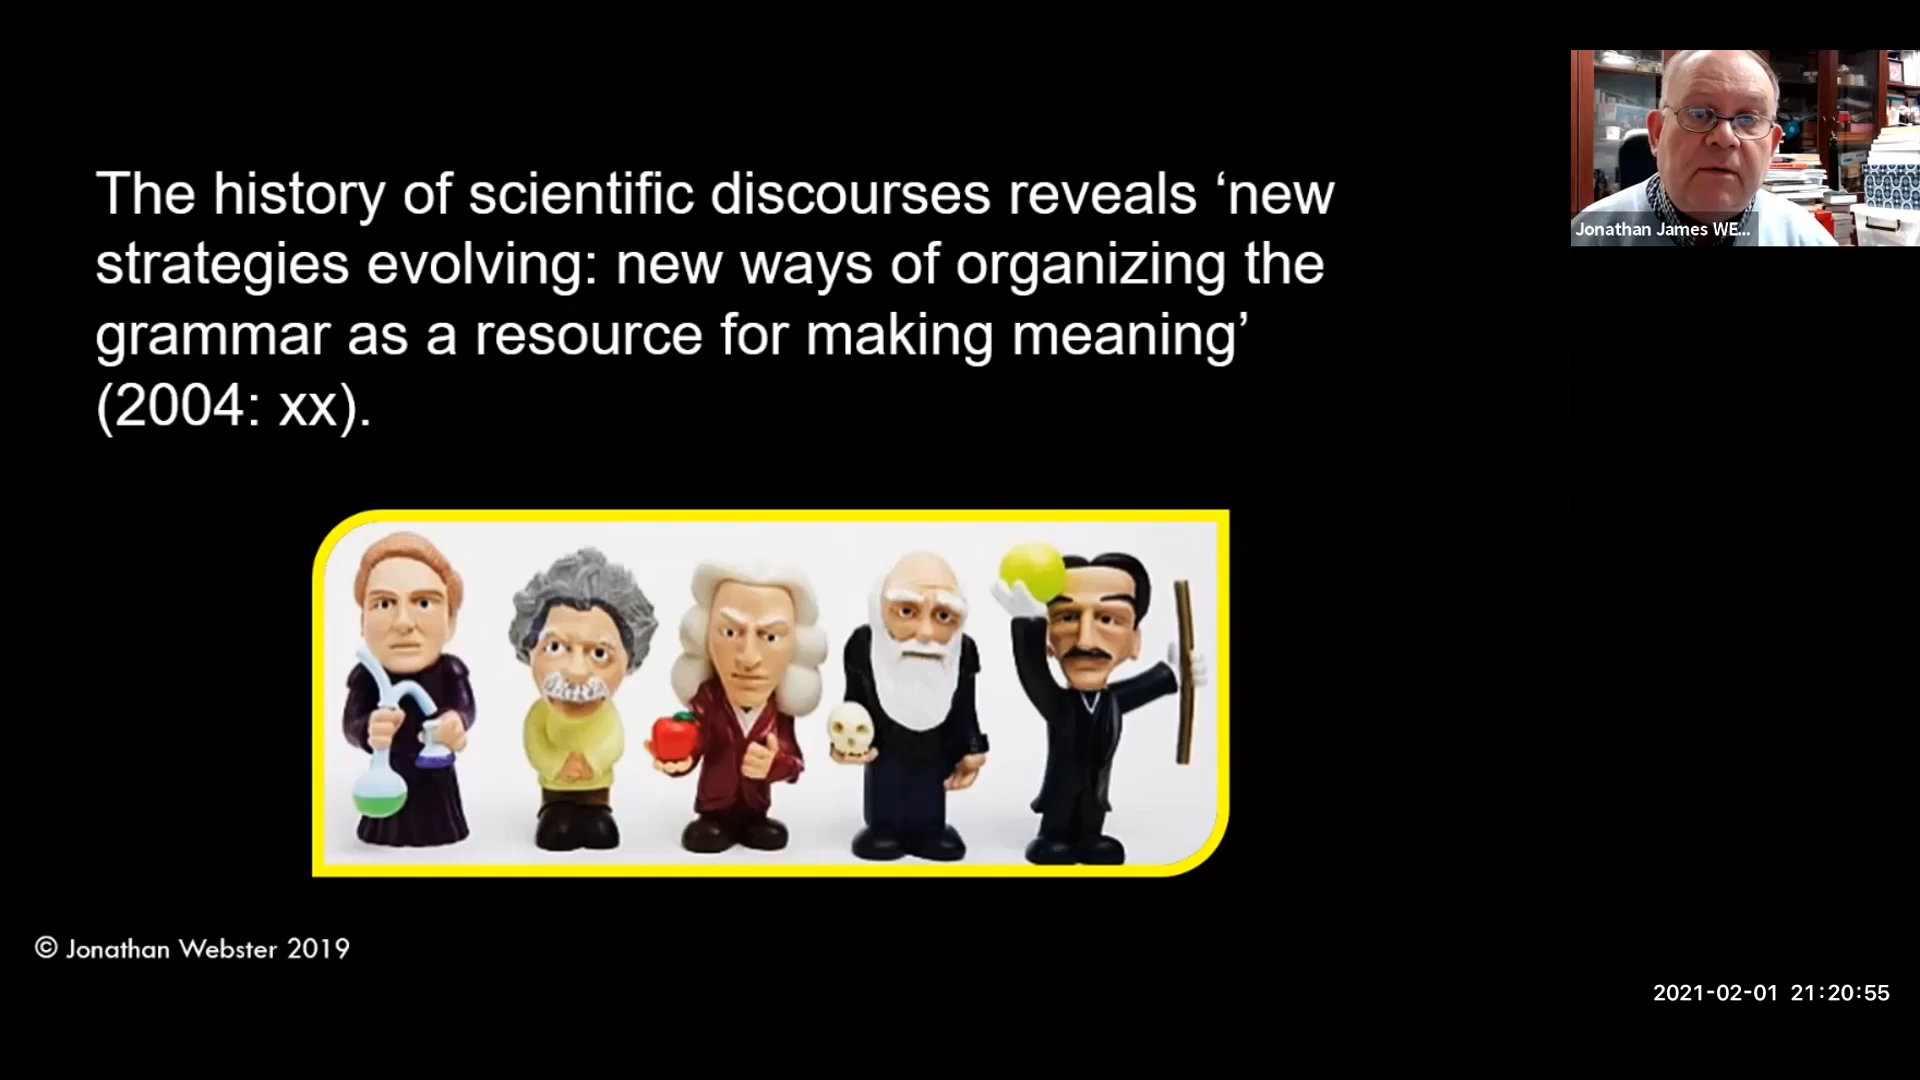 The history of scientific discourses reveals ‘new
strategies evolving: new ways of organizing the
grammar as a resource for making meaning’
(2004: xx).
Jonathan James WE...
© Jonathan Webster 2019
2021-02-01 21:20:55